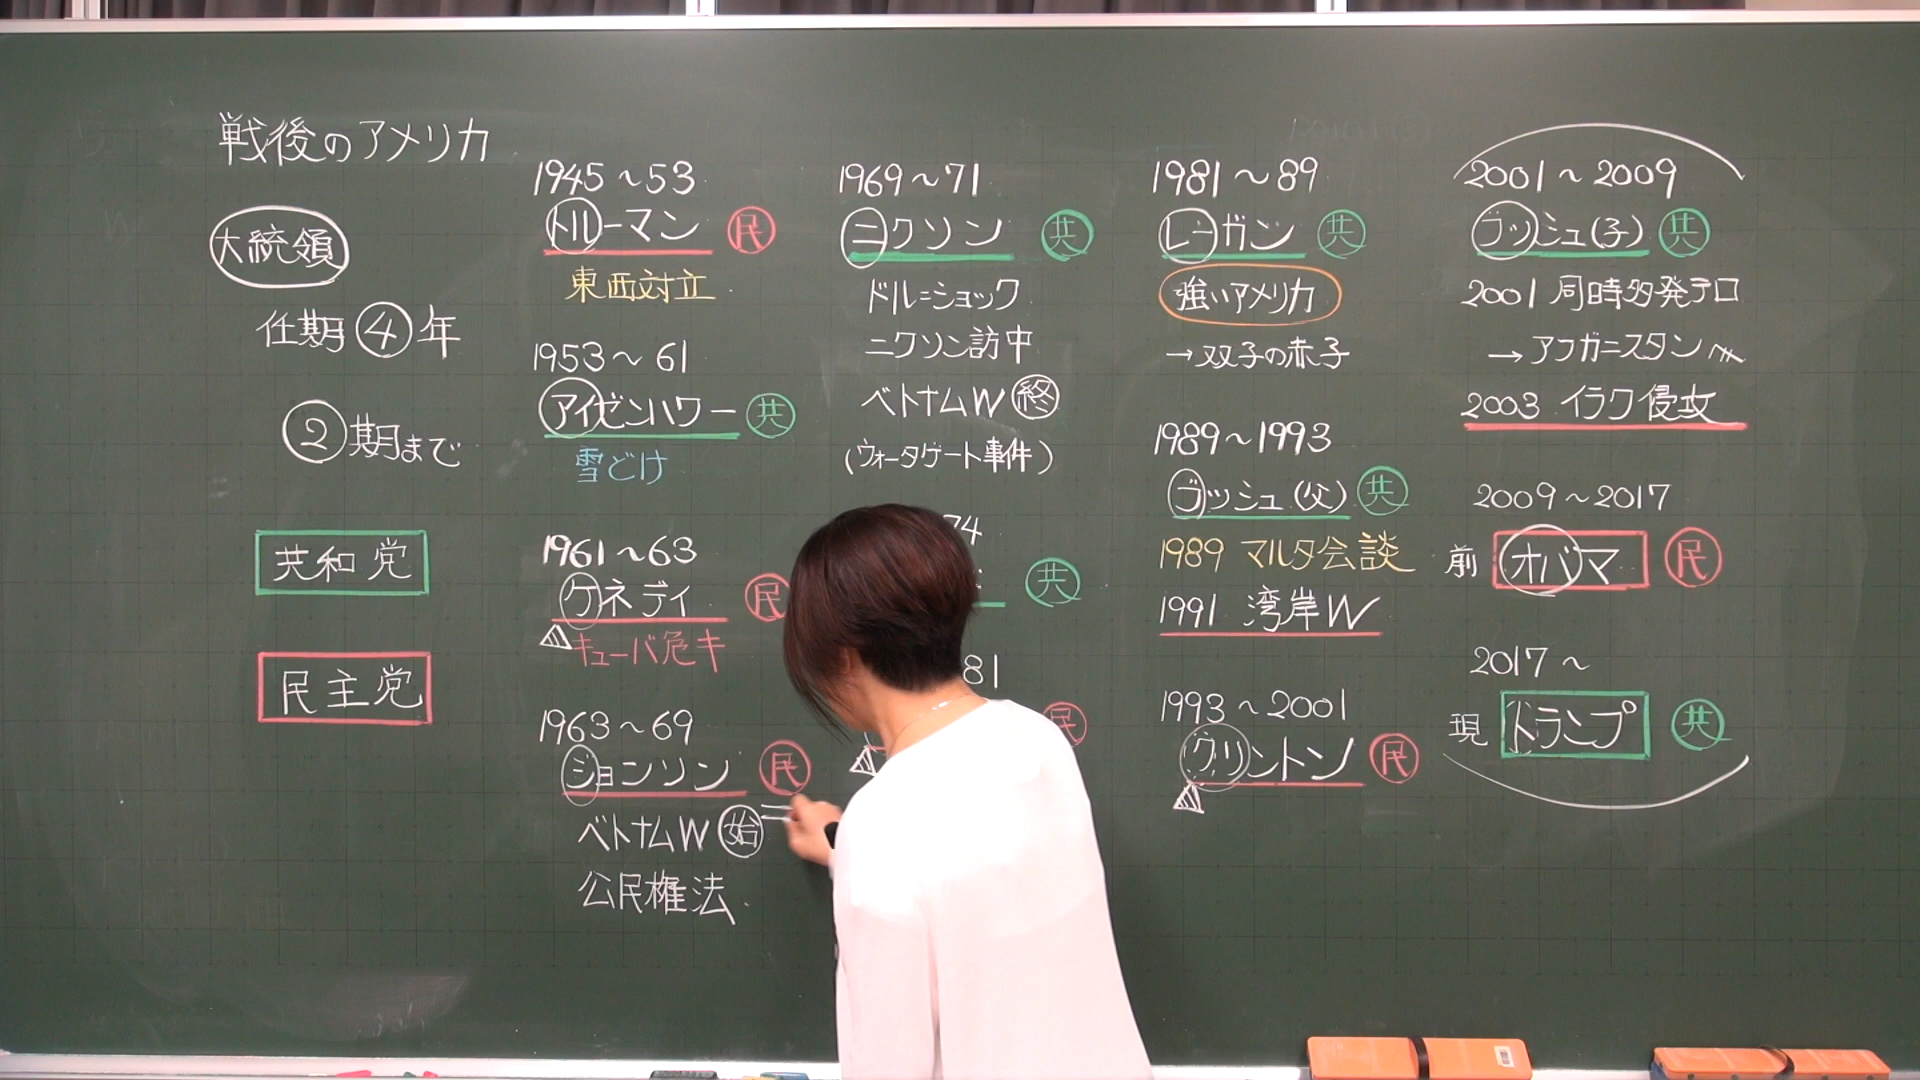 戦後のアメリカ
大統領
任期④年
②期まで
共和党
民主党
1945～53
トルーマン 民
東西対立
1953～61
アイゼンハワー 共
雪どけ
1961～63
ケネディ 民
キューバ危キ
1963～69
ジョンソン 民
ベトナムW 始
公民権法
1969～71
ニクソン 共
ドル=ショック
ニクソン訪中
ベトナムW 終
(ウォータゲート事件)
74
共
81
民
1981～89
レーガン 共
強いアメリカ
→双子の赤子
1989～1993
ブッシュ(父) 共
1989 マルタ会談
1991 湾岸W
1993～2001
クリントン 民
2001～2009
ブッシュ(子) 共
2001 同時多発テロ
→アフガニスタン
2003 イラク侵攻
2009～2017
前 オバマ 民
2017～
現 トランプ 共